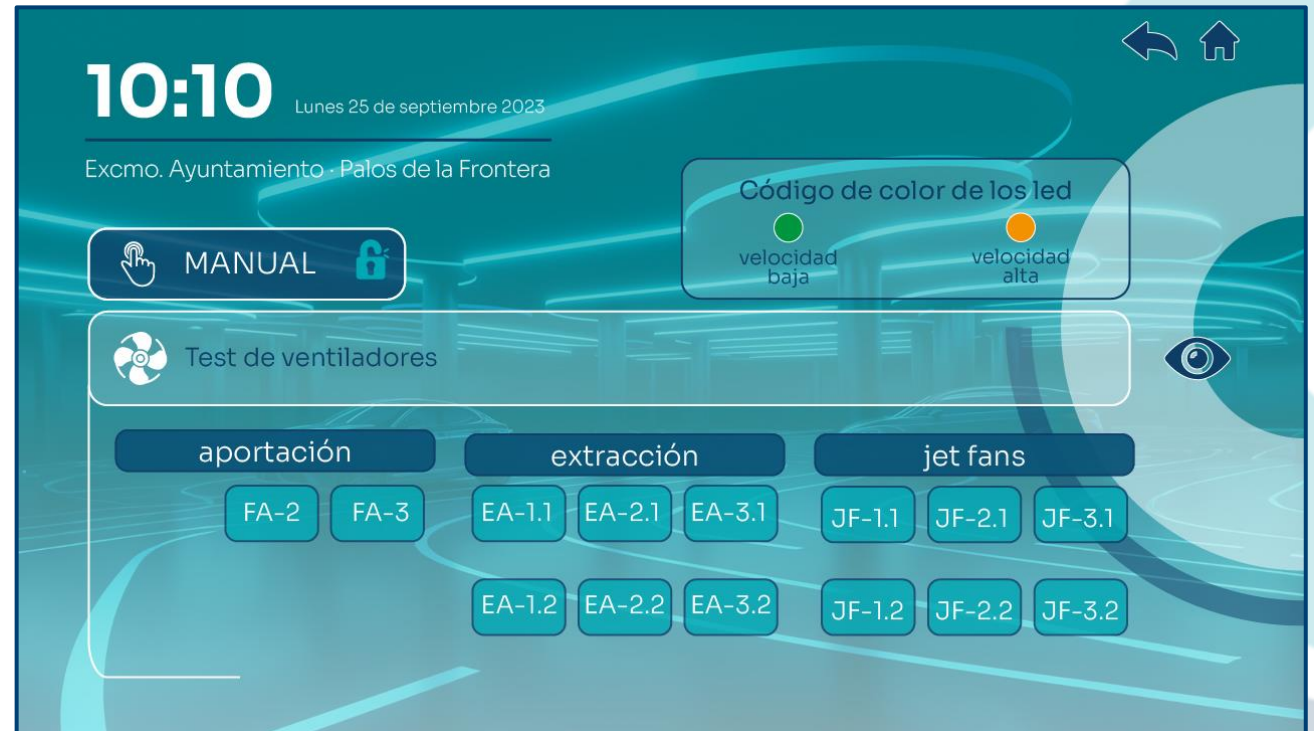 10:10 Lunes 25 de septiembre 2023
Excmo. Ayuntamiento · Palos de la Frontera
Código de color de los led
velocidad
baja
velocidad
alta
MANUAL
Test de ventiladores
aportación
extracción
jet fans
FA-2 FA-3
EA-1.1 EA-2.1 EA-3.1
JF-1.1 JF-2.1 JF-3.1
EA-1.2 EA-2.2 EA-3.2
JF-1.2 JF-2.2 JF-3.2